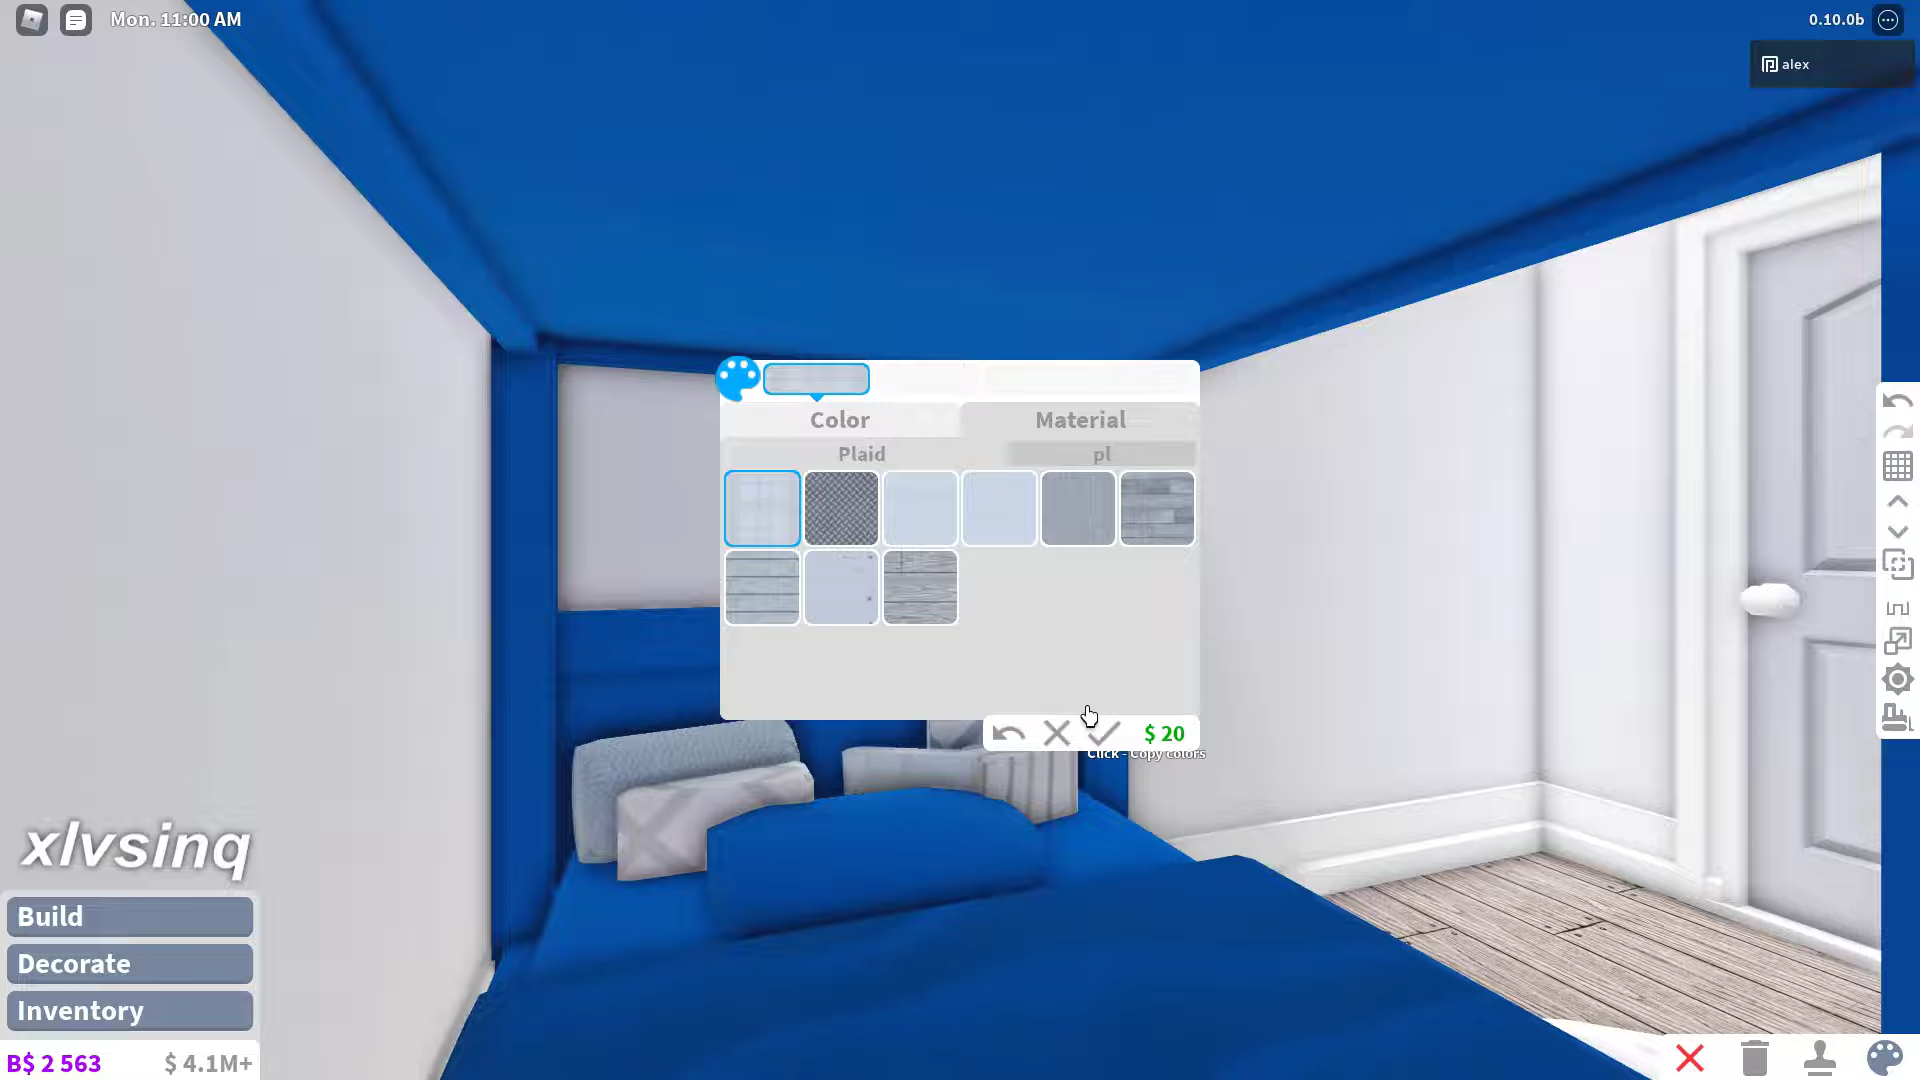 Mon. 11:00 AM
0.10.0b
alex
Color
Material
Plaid
pl
$ 20
Click - Copy colors
xlvsinq
Build
Decorate
Inventory
B$ 2 563
$ 4.1M+